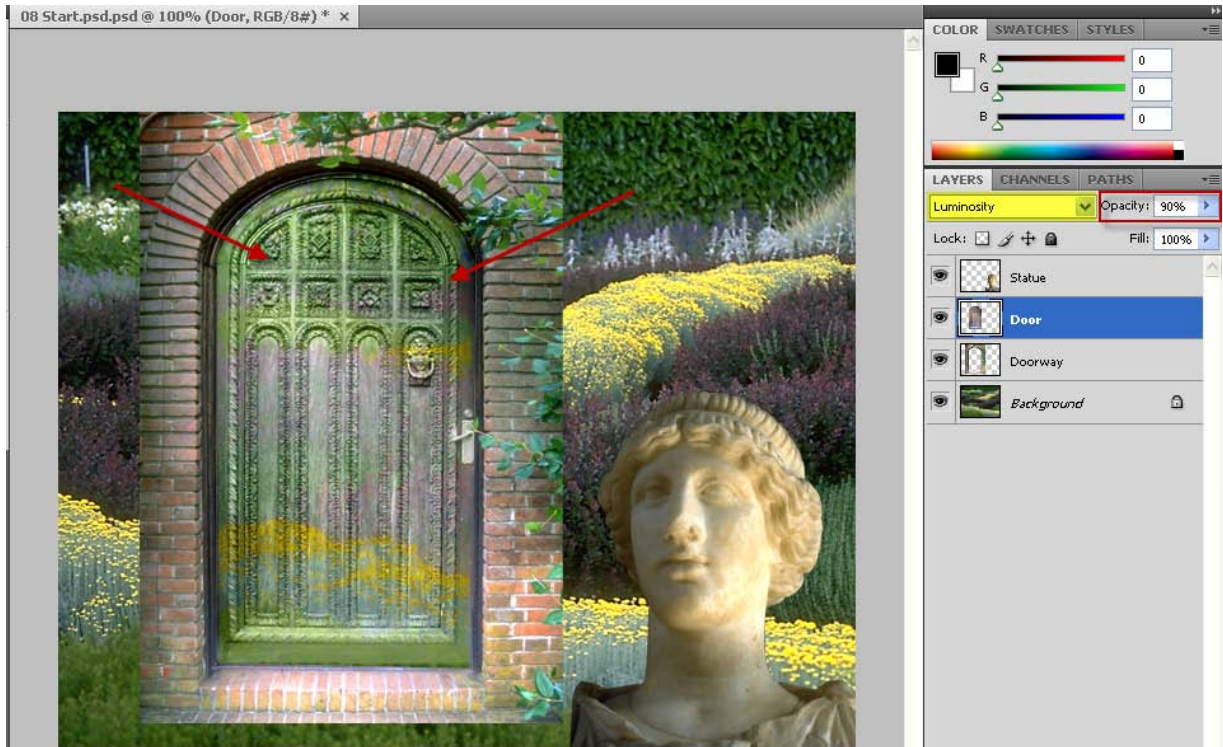 08 Start.psd.psd @ 100% (Door, RGB/8#) * ×
COLOR SWATCHES STYLES
R 0
G 0
B 0
LAYERS CHANNELS PATHS
Luminosity Opacity: 90%
Lock: Fill: 100%
Statue
Door
Doorway
Background